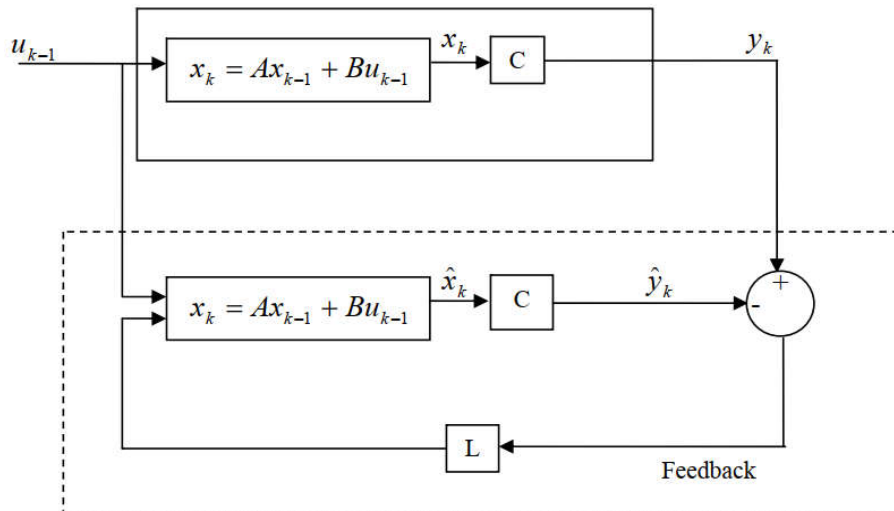 u_{k-1}
x_k = Ax_{k-1} + Bu_{k-1}
x_k
C
y_k
x_k = Ax_{k-1} + Bu_{k-1}
x̂_k
C
ŷ_k
+
-
L
Feedback